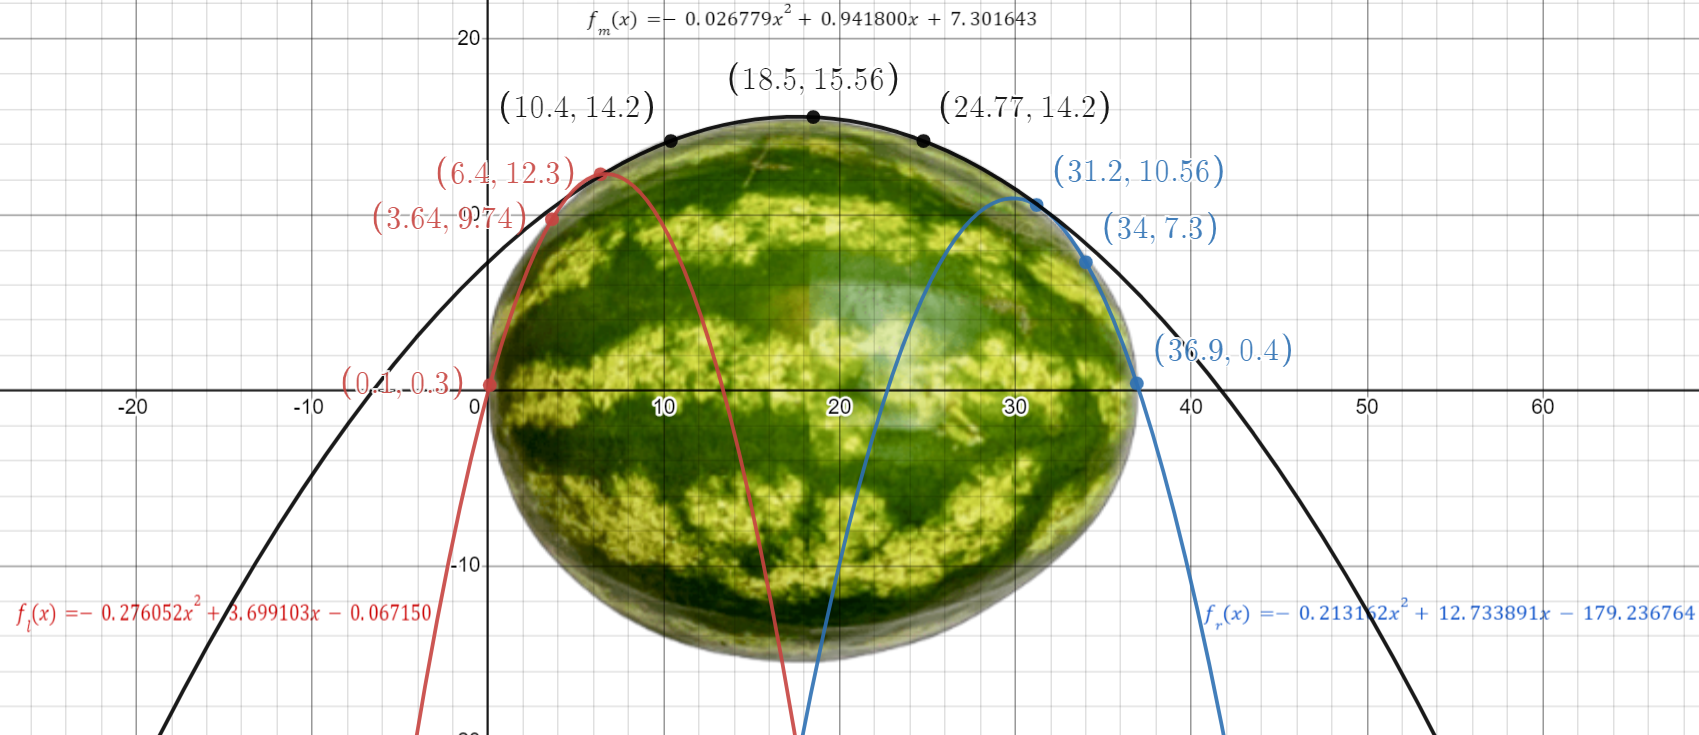 f_m(x) =− 0.026779x² + 0.941800x + 7.301643
20
(18.5, 15.56)
(10.4, 14.2)
(24.77, 14.2)
(6.4, 12.3)
(31.2, 10.56)
(3.64, 9.74)
(34, 7.3)
(36.9, 0.4)
(0.1, 0.3)
-20 -10 0 10 20 30 40 50 60
-10
f_l(x) =− 0.276052x² + 3.699103x − 0.067150
f_r(x) =− 0.213162x² + 12.733891x − 179.236764